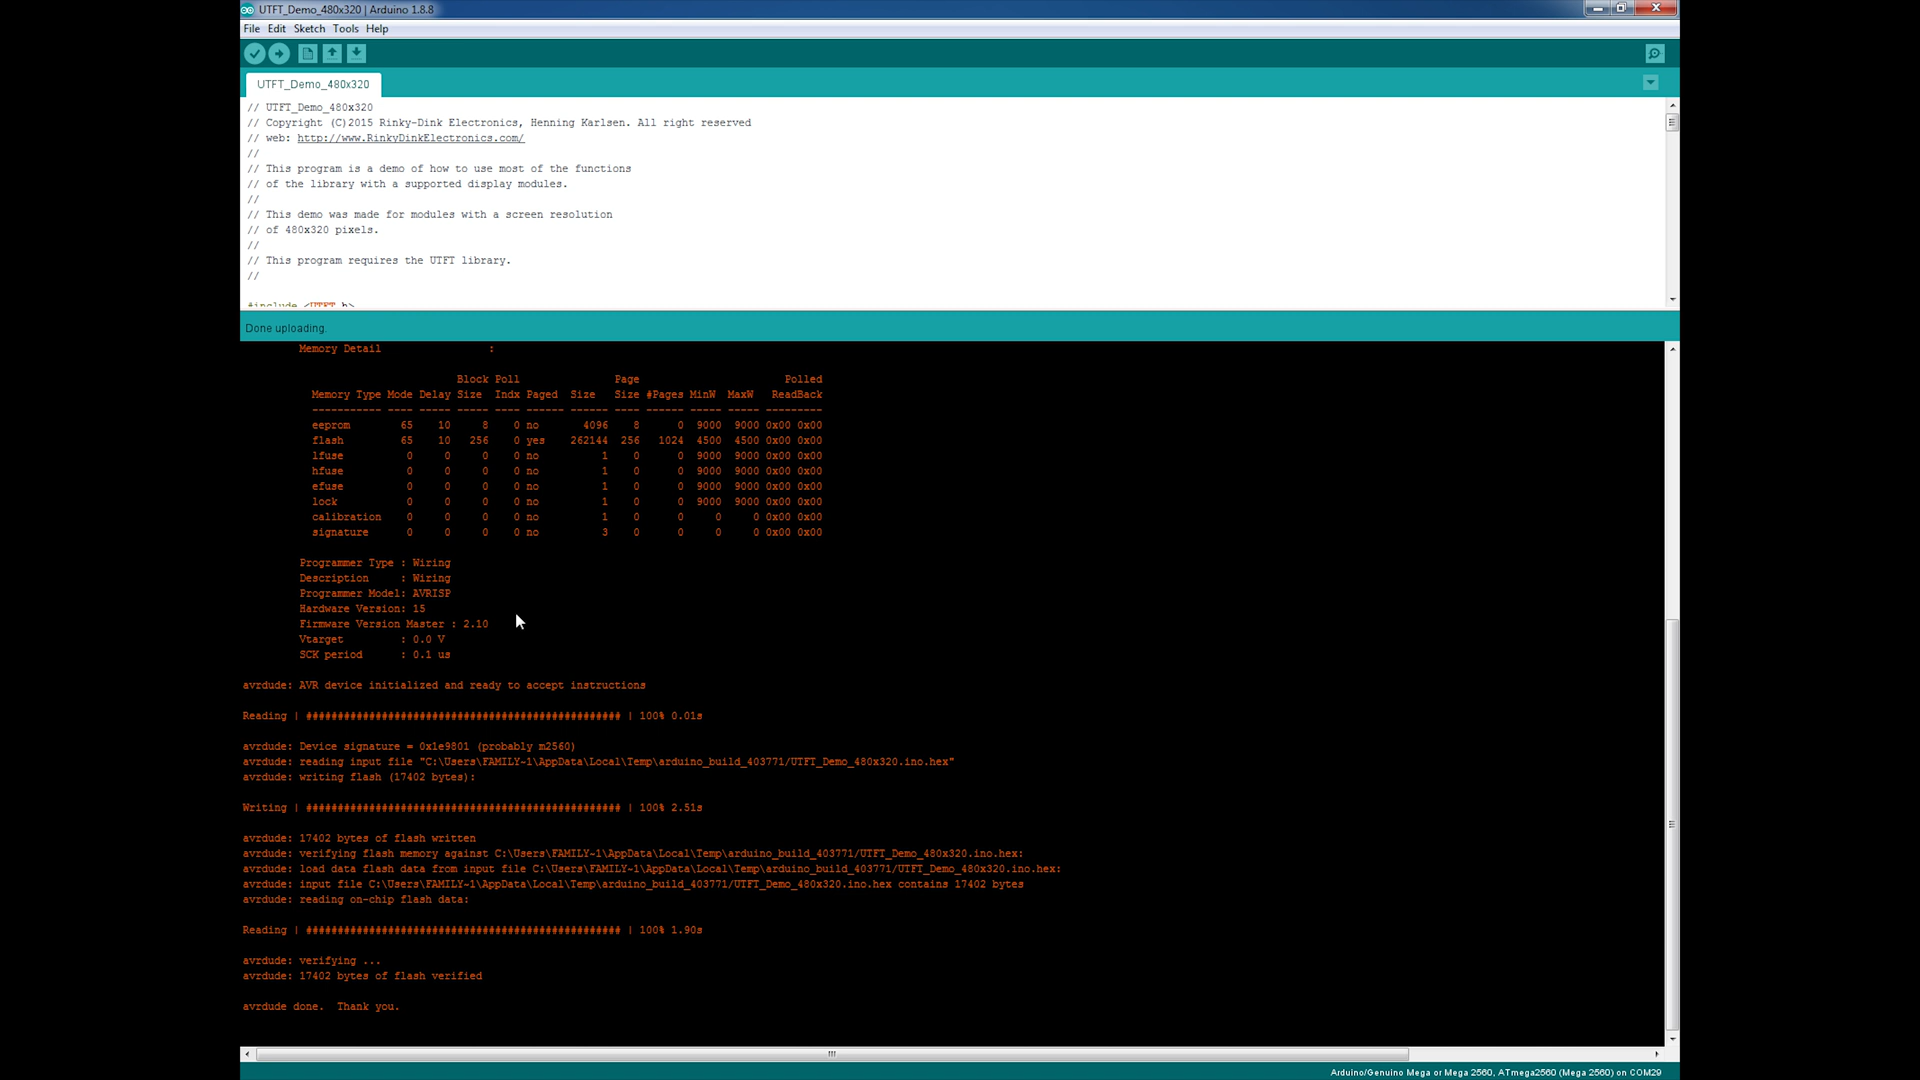 UTFT_Demo_480x320 | Arduino 1.8.8
File Edit Sketch Tools Help
UTFT_Demo_480x320
// UTFT_Demo_480x320
// Copyright (C)2015 Rinky-Dink Electronics, Henning Karlsen. All right reserved
// web: http://www.RinkyDinkElectronics.com/
//
// This program is a demo of how to use most of the functions
// of the library with a supported display modules.
//
// This demo was made for modules with a screen resolution
// of 480x320 pixels.
//
// This program requires the UTFT library.
//
#include <UTFT.h>
Done uploading.
Memory Detail :
Block Poll Page Polled
Memory Type Mode Delay Size Indx Paged Size Size #Pages MinW MaxW ReadBack
----------- ---- ----- ----- ---- ------ ------ ---- ------ ----- ----- ---------
eeprom 65 10 8 0 no 4096 8 0 9000 9000 0x00 0x00
flash 65 10 256 0 yes 262144 256 1024 4500 4500 0x00 0x00
lfuse 0 0 0 0 no 1 0 0 9000 9000 0x00 0x00
hfuse 0 0 0 0 no 1 0 0 9000 9000 0x00 0x00
efuse 0 0 0 0 no 1 0 0 9000 9000 0x00 0x00
lock 0 0 0 0 no 1 0 0 9000 9000 0x00 0x00
calibration 0 0 0 0 no 1 0 0 0 0 0x00 0x00
signature 0 0 0 0 no 3 0 0 0 0 0x00 0x00
Programmer Type : Wiring
Description : Wiring
Programmer Model: AVRISP
Hardware Version: 15
Firmware Version Master : 2.10
Vtarget : 0.0 V
SCK period : 0.1 us
avrdude: AVR device initialized and ready to accept instructions
Reading | ################################################## | 100% 0.01s
avrdude: Device signature = 0x1e9801 (probably m2560)
avrdude: reading input file "C:\Users\FAMILY~1\AppData\Local\Temp\arduino_build_403771/UTFT_Demo_480x320.ino.hex"
avrdude: writing flash (17402 bytes):
Writing | ################################################## | 100% 2.51s
avrdude: 17402 bytes of flash written
avrdude: verifying flash memory against C:\Users\FAMILY~1\AppData\Local\Temp\arduino_build_403771/UTFT_Demo_480x320.ino.hex:
avrdude: load data flash data from input file C:\Users\FAMILY~1\AppData\Local\Temp\arduino_build_403771/UTFT_Demo_480x320.ino.hex:
avrdude: input file C:\Users\FAMILY~1\AppData\Local\Temp\arduino_build_403771/UTFT_Demo_480x320.ino.hex contains 17402 bytes
avrdude: reading on-chip flash data:
Reading | ################################################## | 100% 1.90s
avrdude: verifying ...
avrdude: 17402 bytes of flash verified
avrdude done. Thank you.
Arduino/Genuino Mega or Mega 2560, ATmega2560 (Mega 2560) on COM29